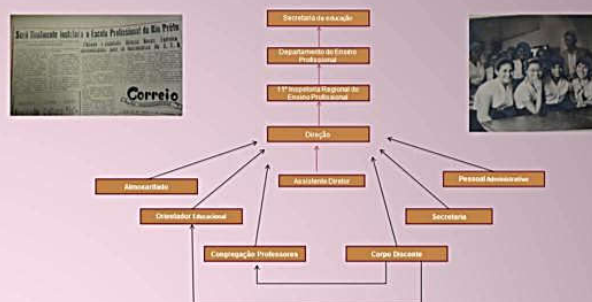 Será finalmente instalada a Escola Profissional de Rio Preto
Correio
Secretaria da educação
Departamento do Ensino
Profissional
11ª Inspetoria Regional do
Ensino Profissional
Direção
Almoxarifado
Assistente Diretor
Pessoal Administrativo
Orientador Educacional
Secretaria
Congregação Professores
Corpo Discente